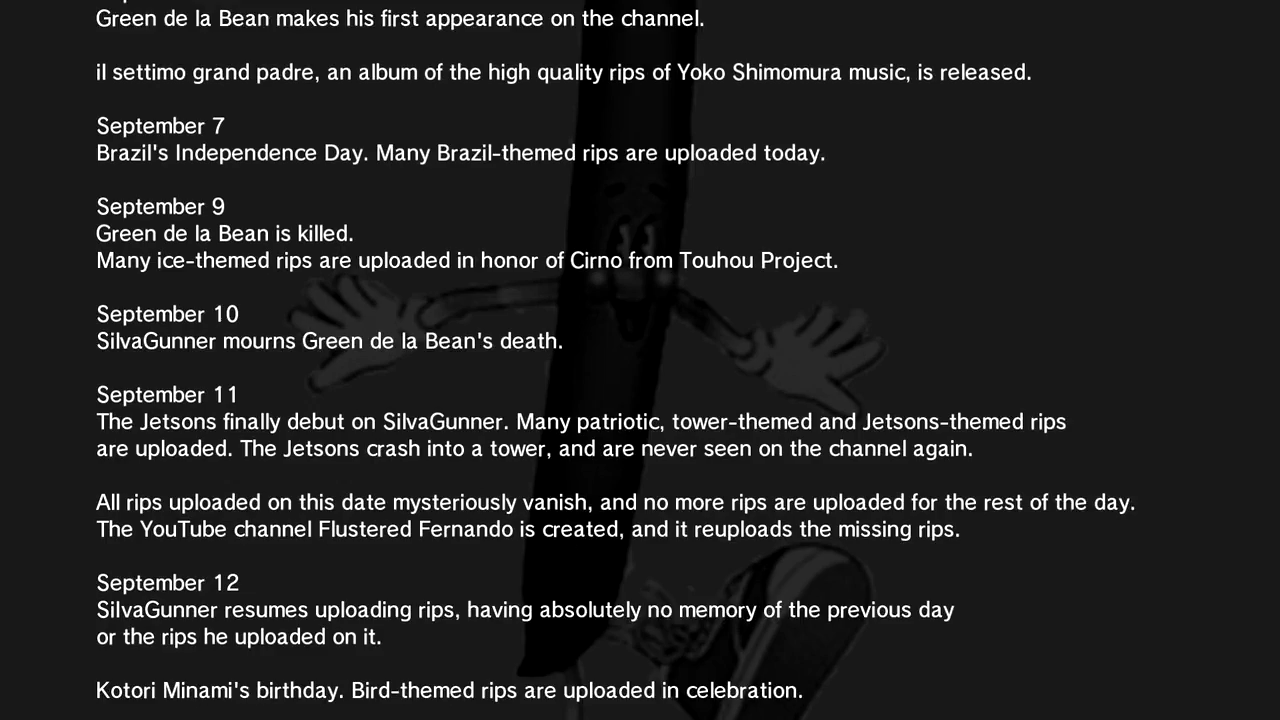 Green de la Bean makes his first appearance on the channel.
il settimo grand padre, an album of the high quality rips of Yoko Shimomura music, is released.
September 7
Brazil's Independence Day. Many Brazil-themed rips are uploaded today.
September 9
Green de la Bean is killed.
Many ice-themed rips are uploaded in honor of Cirno from Touhou Project.
September 10
SilvaGunner mourns Green de la Bean's death.
September 11
The Jetsons finally debut on SilvaGunner. Many patriotic, tower-themed and Jetsons-themed rips
are uploaded. The Jetsons crash into a tower, and are never seen on the channel again.
All rips uploaded on this date mysteriously vanish, and no more rips are uploaded for the rest of the day.
The YouTube channel Flustered Fernando is created, and it reuploads the missing rips.
September 12
SilvaGunner resumes uploading rips, having absolutely no memory of the previous day
or the rips he uploaded on it.
Kotori Minami's birthday. Bird-themed rips are uploaded in celebration.